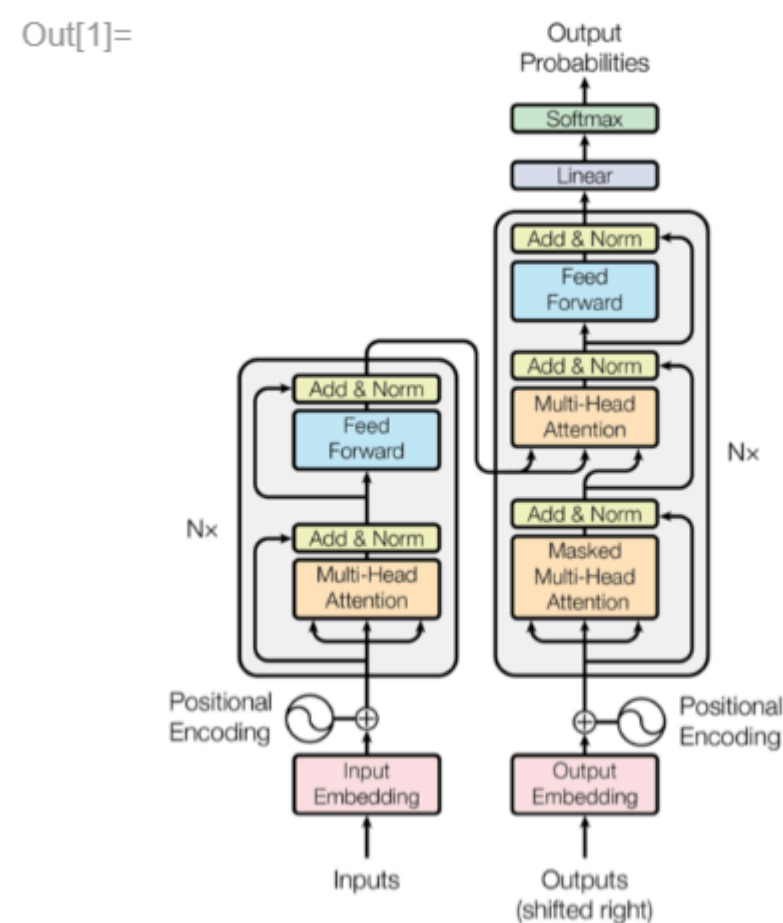 Out[1]=
Output
Probabilities
Softmax
Linear
Add & Norm
Feed
Forward
Add & Norm
Multi-Head
Attention
Add & Norm
Masked
Multi-Head
Attention
N×
Add & Norm
Feed
Forward
Add & Norm
Multi-Head
Attention
N×
Positional
Encoding
Positional
Encoding
Input
Embedding
Output
Embedding
Inputs
Outputs
(shifted right)